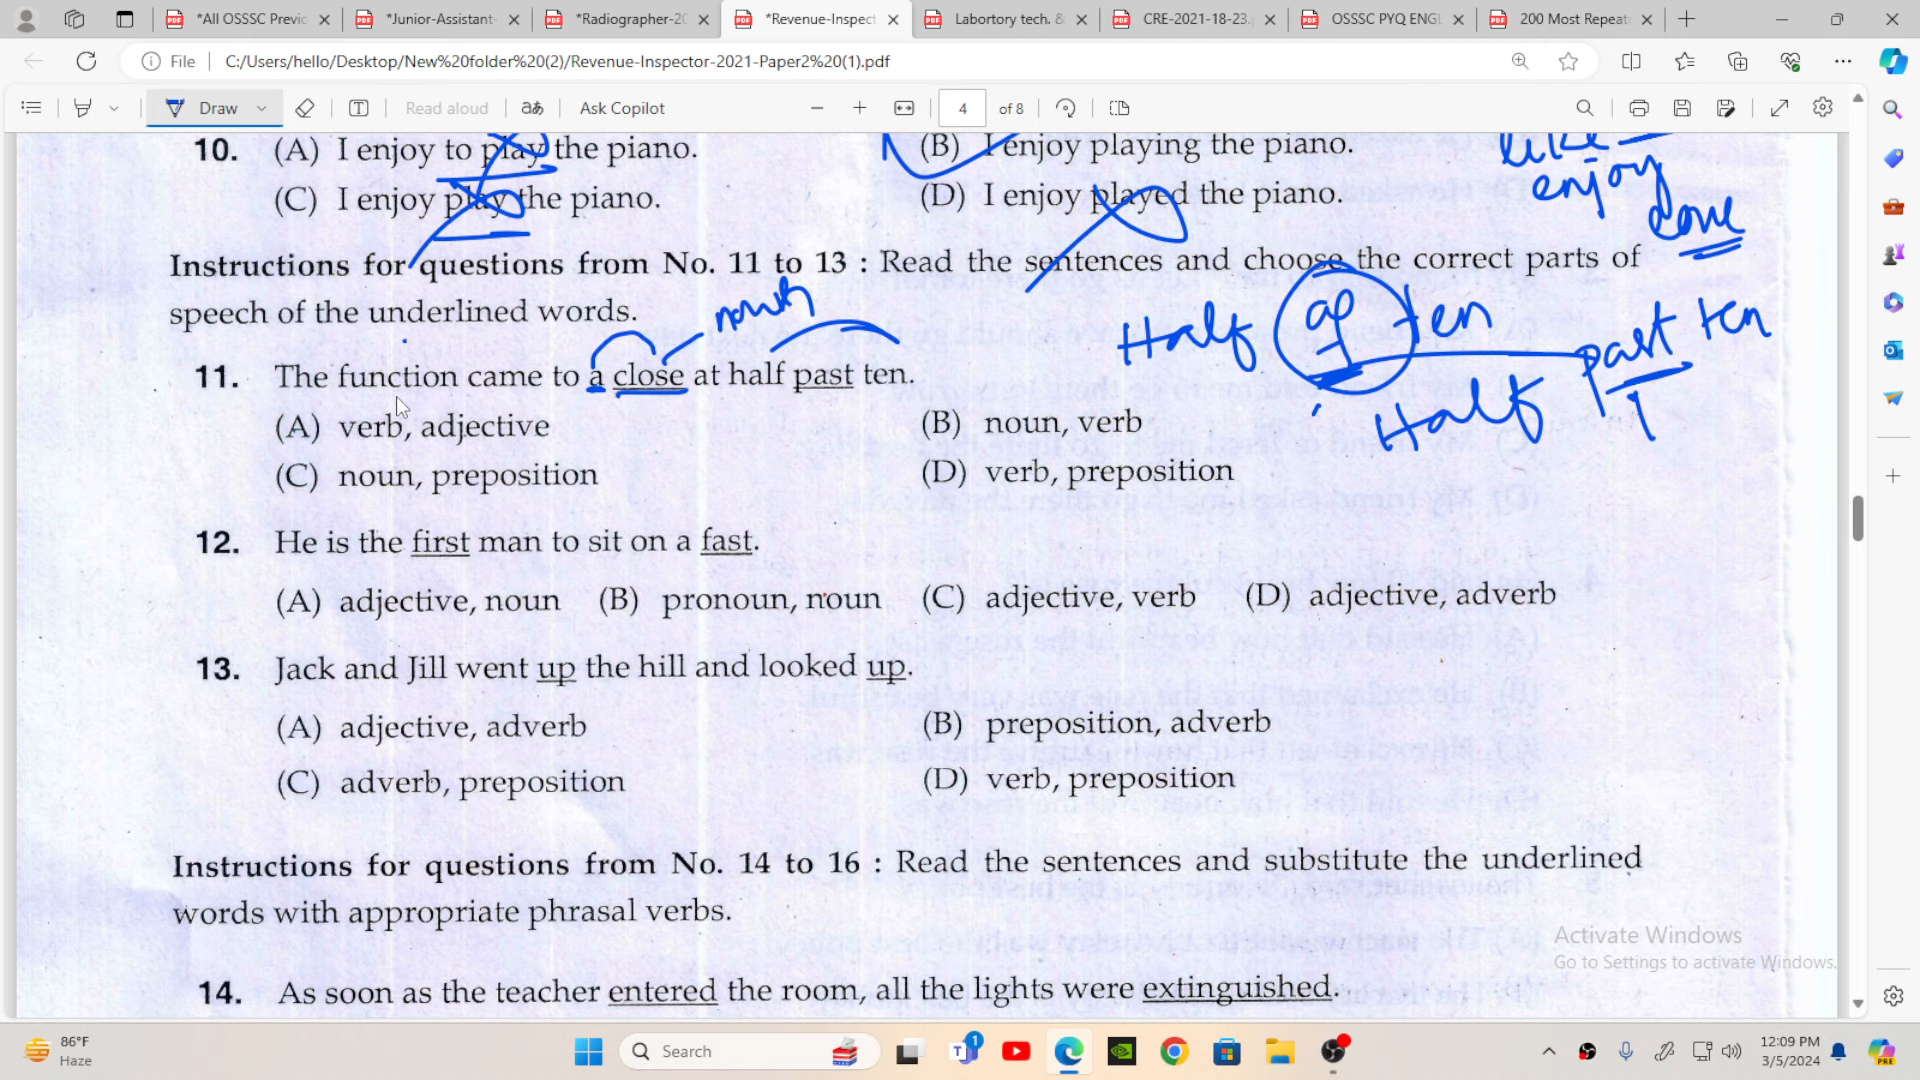 *All OSSSC Previo
*Junior-Assistant-
*Radiographer-20
*Revenue-Inspect
Labortory tech. &
CRE-2021-18-23.p
OSSSC PYQ ENGL
200 Most Repeat
File
C:/Users/hello/Desktop/New%20folder%20(2)/Revenue-Inspector-2021-Paper2%20(1).pdf
Draw
Read aloud
aあ
Ask Copilot
4 of 8
10. (A) I enjoy to play the piano. (B) I enjoy playing the piano.
(C) I enjoy play the piano. (D) I enjoy played the piano.
like
enjoy
love
Instructions for questions from No. 11 to 13 : Read the sentences and choose the correct parts of
speech of the underlined words.
noun
Half ten
past ten
Half
11. The function came to a close at half past ten.
(A) verb, adjective (B) noun, verb
(C) noun, preposition (D) verb, preposition
12. He is the first man to sit on a fast.
(A) adjective, noun (B) pronoun, noun (C) adjective, verb (D) adjective, adverb
13. Jack and Jill went up the hill and looked up.
(A) adjective, adverb (B) preposition, adverb
(C) adverb, preposition (D) verb, preposition
Instructions for questions from No. 14 to 16 : Read the sentences and substitute the underlined
words with appropriate phrasal verbs.
Activate Windows
Go to Settings to activate Windows.
14. As soon as the teacher entered the room, all the lights were extinguished.
86°F
Haze
Search
1
12:09 PM
3/5/2024
PRE